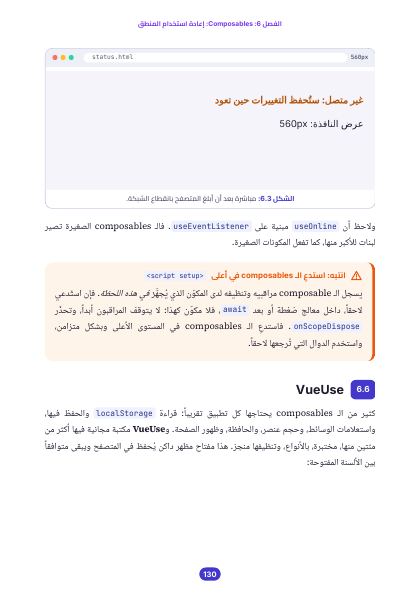 الفصل 6: Composables: إعادة استخدام المنطق
status.html
560px
غير متصل: ستُحفظ التغييرات حين تعود
عرض النافذة: 560px
الشكل 6.3: مباشرة بعد أن أبلغ المتصفح بانقطاع الشبكة.
ولاحظ أن useOnline مبنية على useEventListener. فالـ composables الصغيرة تصير
لبنات للأكبر منها، كما تفعل المكونات الصغيرة.
انتبه: استدعِ الـ composables في أعلى <script setup>
يسجل الـ composable مراقبيه وتنظيفه لدى المكوّن الذي يُجهَّز في هذه اللحظة. فإن استُدعي
لاحقاً، داخل معالج ضغطة أو بعد await، فلا مكوّن كهذا: لا يتوقف المراقبون أبداً، وتحذّر
onScopeDispose. فاستدعِ الـ composables في المستوى الأعلى وبشكل متزامن،
واستخدم الدوال التي تُرجعها لاحقاً.
6.6 VueUse
كثير من الـ composables يحتاجها كل تطبيق تقريباً: قراءة localStorage والحفظ فيها،
واستعلامات الوسائط، وحجم عنصر، والحافظة، وظهور الصفحة. وVueUse مكتبة مجانية فيها أكثر من
مئتين منها، مختبرة، بالأنواع، وتنظيفها منجز. هذا مفتاح مظهر داكن يُحفظ في المتصفح ويبقى متوافقاً
بين الألسنة المفتوحة:
130